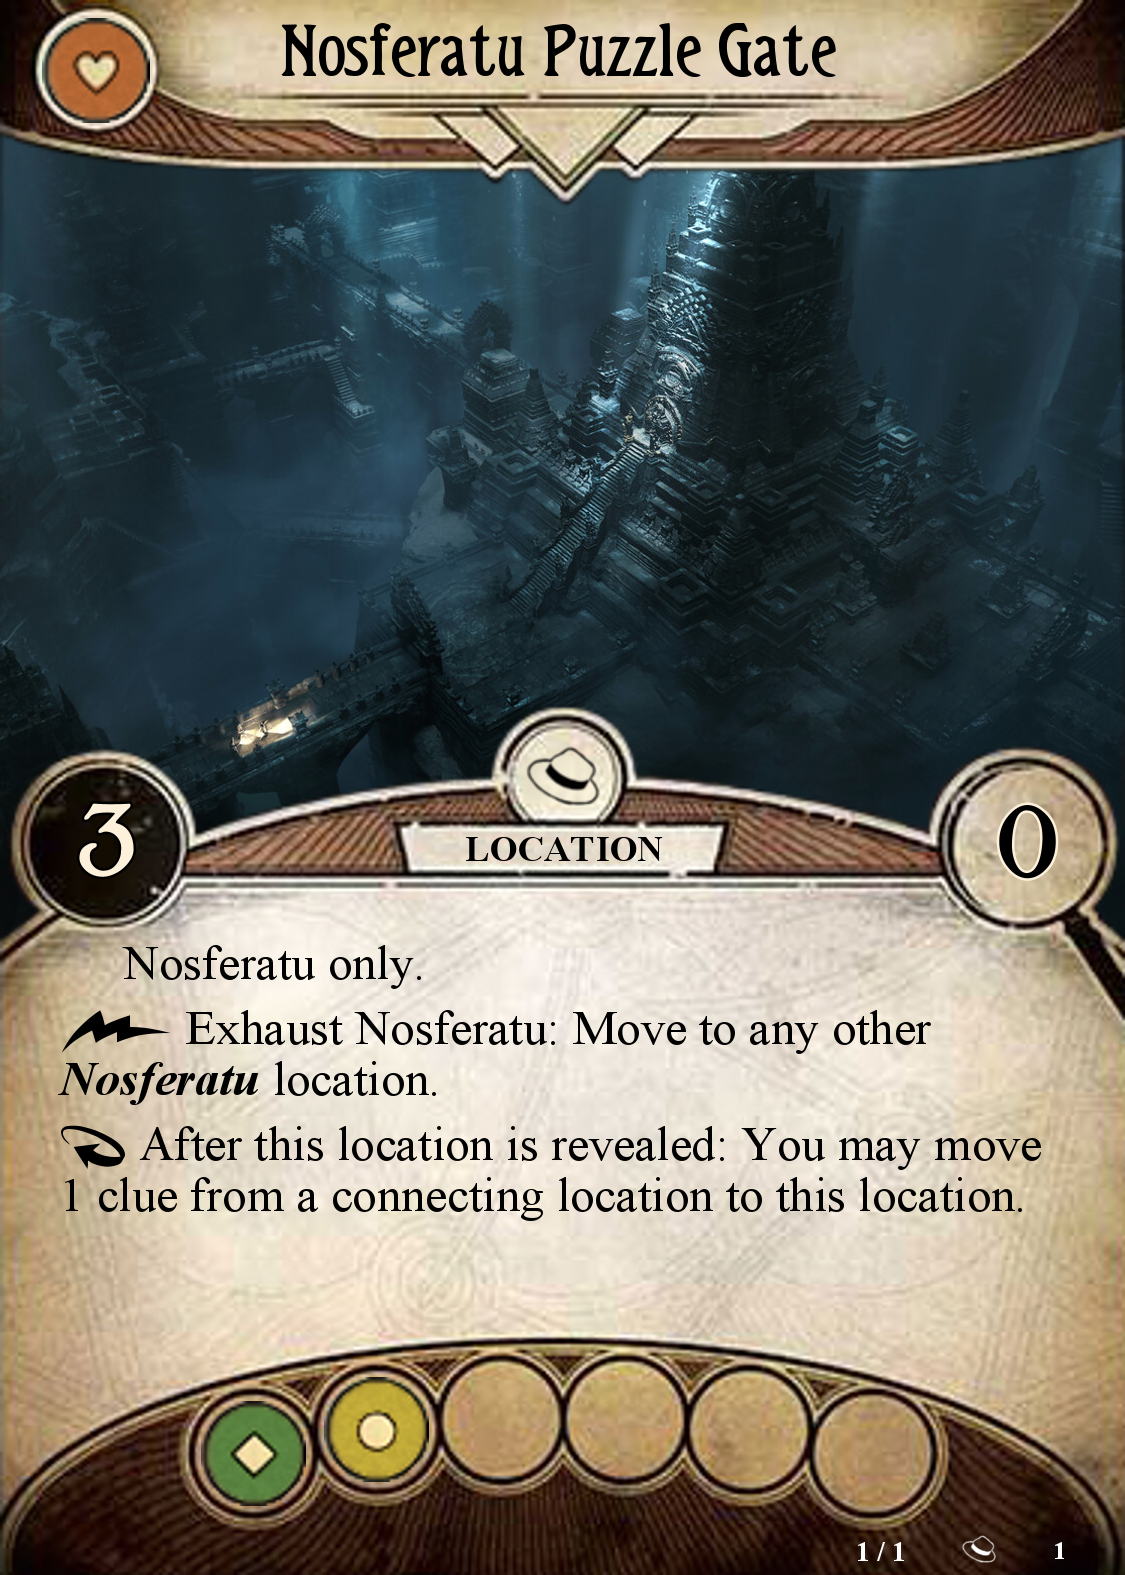 Nosferatu Puzzle Gate
3
0
LOCATION
Nosferatu only.
Exhaust Nosferatu: Move to any other
Nosferatu location.
After this location is revealed: You may move
1 clue from a connecting location to this location.
1 / 1
1